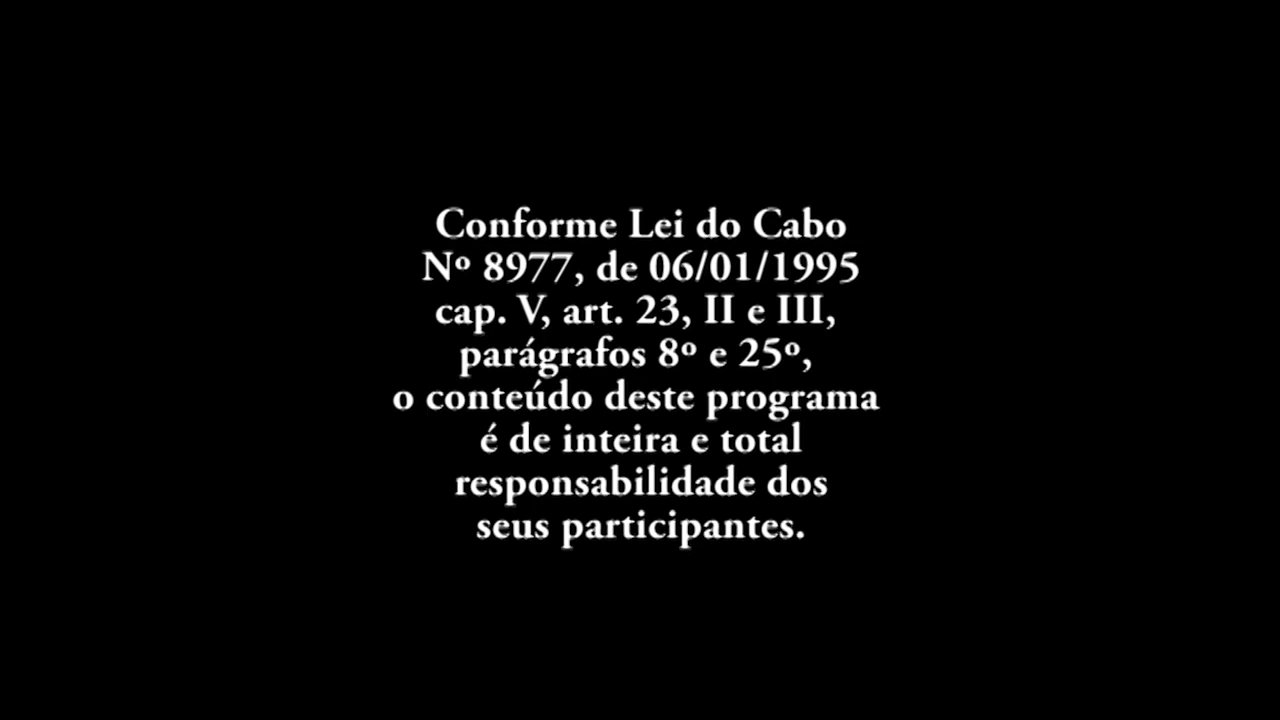 Conforme Lei do Cabo
Nº 8977, de 06/01/1995
cap. V, art. 23, II e III,
parágrafos 8º e 25º,
o conteúdo deste programa
é de inteira e total
responsabilidade dos
seus participantes.